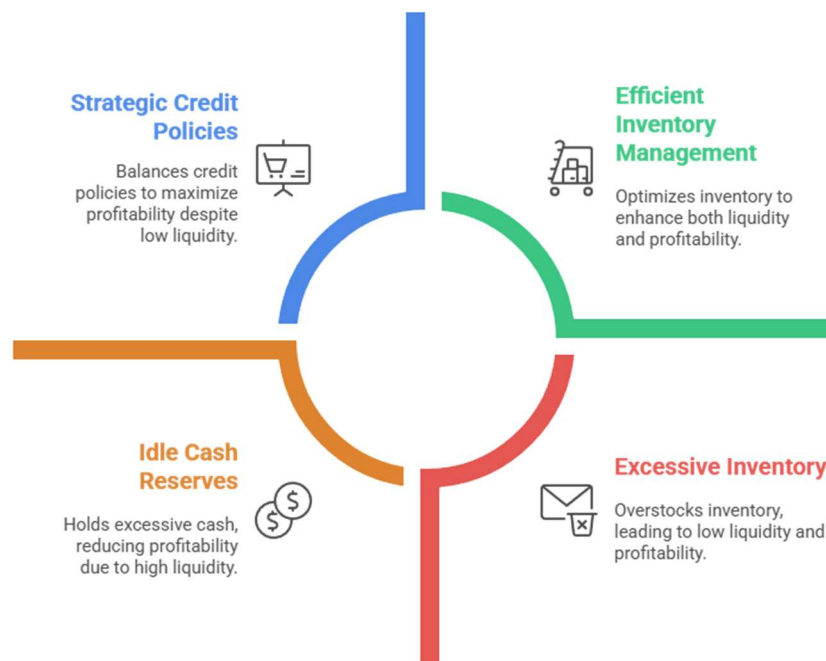 Strategic Credit
Policies
Balances credit
policies to maximize
profitability despite
low liquidity.
Efficient
Inventory
Management
Optimizes inventory to
enhance both liquidity
and profitability.
Idle Cash
Reserves
Holds excessive cash,
reducing profitability
due to high liquidity.
$
$
Excessive Inventory
Overstocks inventory,
leading to low liquidity and
profitability.